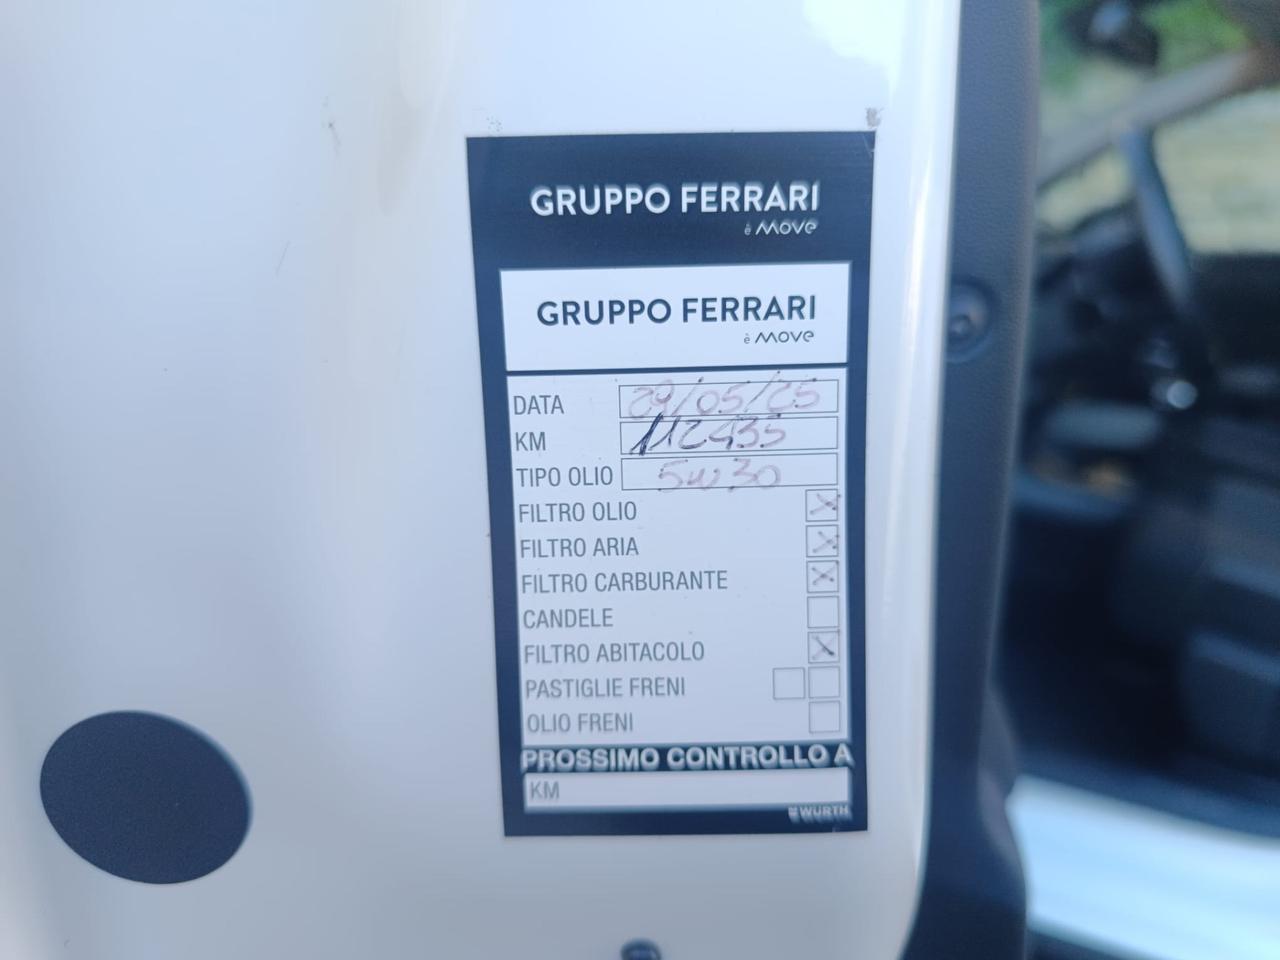 GRUPPO FERRARI
è Move
GRUPPO FERRARI
è Move
DATA 29/05/25
KM 112435
TIPO OLIO 5W30
FILTRO OLIO X
FILTRO ARIA X
FILTRO CARBURANTE X
CANDELE
FILTRO ABITACOLO X
PASTIGLIE FRENI
OLIO FRENI
PROSSIMO CONTROLLO A
KM
WÜRTH